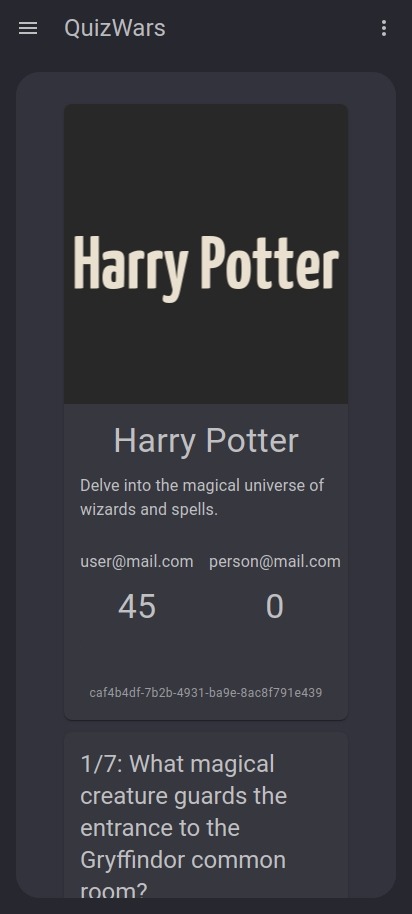 QuizWars
Harry Potter
Harry Potter
Delve into the magical universe of
wizards and spells.
user@mail.com person@mail.com
45 0
caf4b4df-7b2b-4931-ba9e-8ac8f791e439
1/7: What magical
creature guards the
entrance to the
Gryffindor common
room?